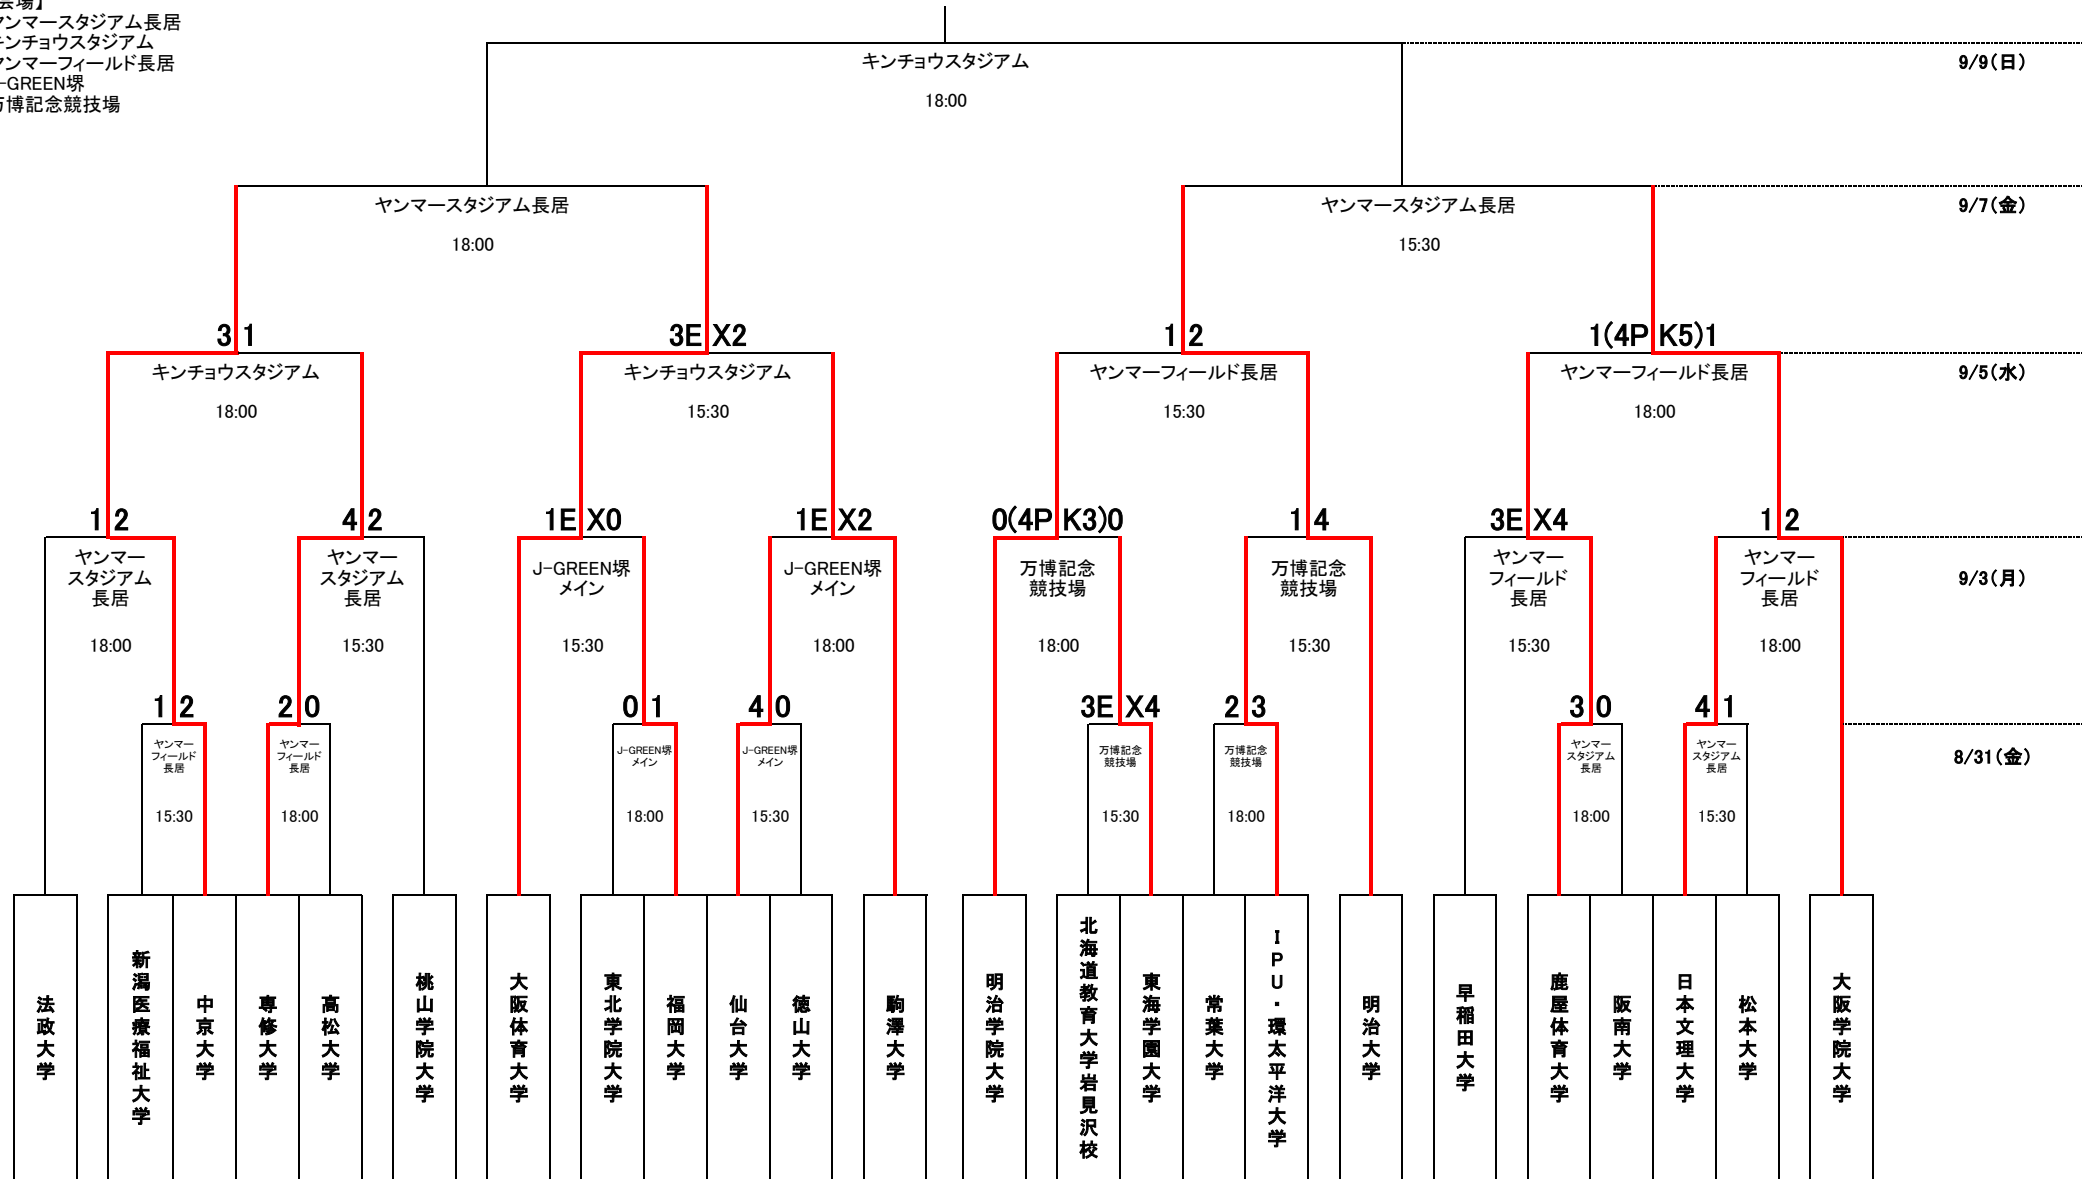 会場】
ヤンマースタジアム長居
キンチョウスタジアム
ヤンマーフィールド長居
J-GREEN堺
万博記念競技場
キンチョウスタジアム
18:00
9/9(日)
ヤンマースタジアム長居
18:00
ヤンマースタジアム長居
15:30
9/7(金)
3 1
3E X2
1 2
1(4P K5)1
キンチョウスタジアム
18:00
キンチョウスタジアム
15:30
ヤンマーフィールド長居
15:30
ヤンマーフィールド長居
18:00
9/5(水)
1 2
4 2
1E X0
1E X2
0(4P K3)0
1 4
3E X4
1 2
ヤンマー
スタジアム
長居
18:00
ヤンマー
スタジアム
長居
15:30
J-GREEN堺
メイン
15:30
J-GREEN堺
メイン
18:00
万博記念
競技場
18:00
万博記念
競技場
15:30
ヤンマー
フィールド
長居
15:30
ヤンマー
フィールド
長居
18:00
9/3(月)
1 2
2 0
0 1
4 0
3E X4
2 3
3 0
4 1
ヤンマー
フィールド
長居
15:30
ヤンマー
フィールド
長居
18:00
J-GREEN堺
メイン
18:00
J-GREEN堺
メイン
15:30
万博記念
競技場
15:30
万博記念
競技場
18:00
ヤンマー
スタジアム
長居
18:00
ヤンマー
スタジアム
長居
15:30
8/31(金)
法政大学
新潟医療福祉大学
中京大学
専修大学
高松大学
桃山学院大学
大阪体育大学
東北学院大学
福岡大学
仙台大学
徳山大学
駒澤大学
明治学院大学
北海道教育大学岩見沢校
東海学園大学
常葉大学
IPU・環太平洋大学
明治大学
早稲田大学
鹿屋体育大学
阪南大学
日本文理大学
松本大学
大阪学院大学